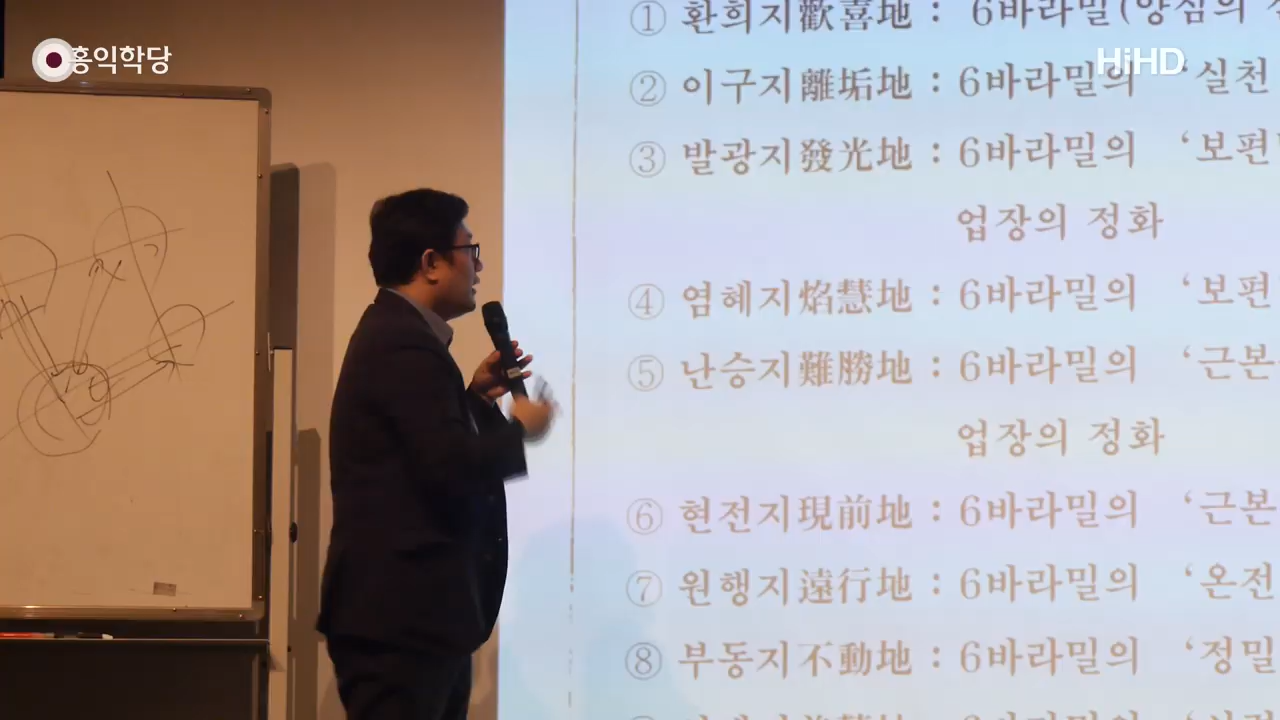 홍익학당
HiHD
① 환희지歡喜地 : 6바라밀(양심의
② 이구지離垢地 : 6바라밀의 ‘실천
③ 발광지發光地 : 6바라밀의 ‘보편
업장의 정화
④ 염혜지焰慧地 : 6바라밀의 ‘보편
⑤ 난승지難勝地 : 6바라밀의 ‘근본
업장의 정화
⑥ 현전지現前地 : 6바라밀의 ‘근본
⑦ 원행지遠行地 : 6바라밀의 ‘온전
⑧ 부동지不動地 : 6바라밀의 ‘정밀